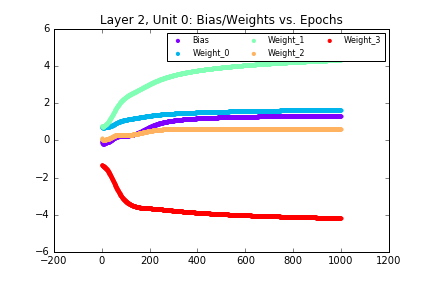 Layer 2, Unit 0: Bias/Weights vs. Epochs
6
4
2
0
−2
−4
−6
Bias Weight_1 Weight_3
Weight_0 Weight_2
−200 0 200 400 600 800 1000 1200